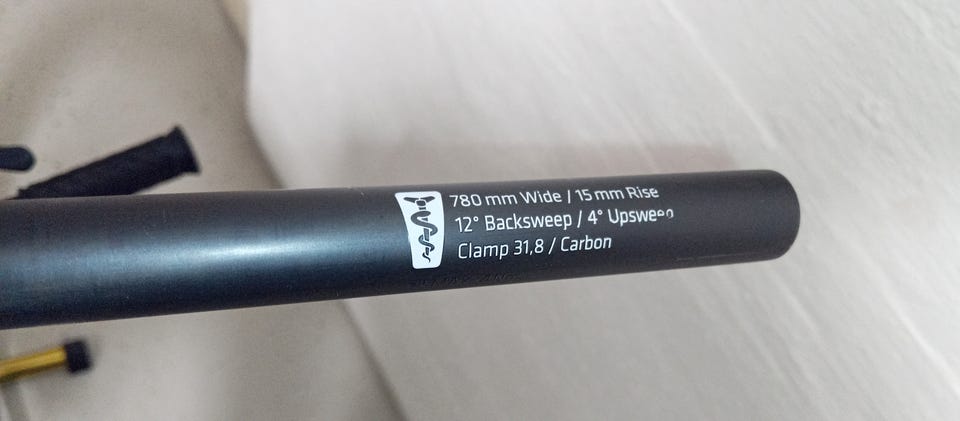 780 mm Wide / 15 mm Rise
12° Backsweep / 4° Upsweep
Clamp 31,8 / Carbon